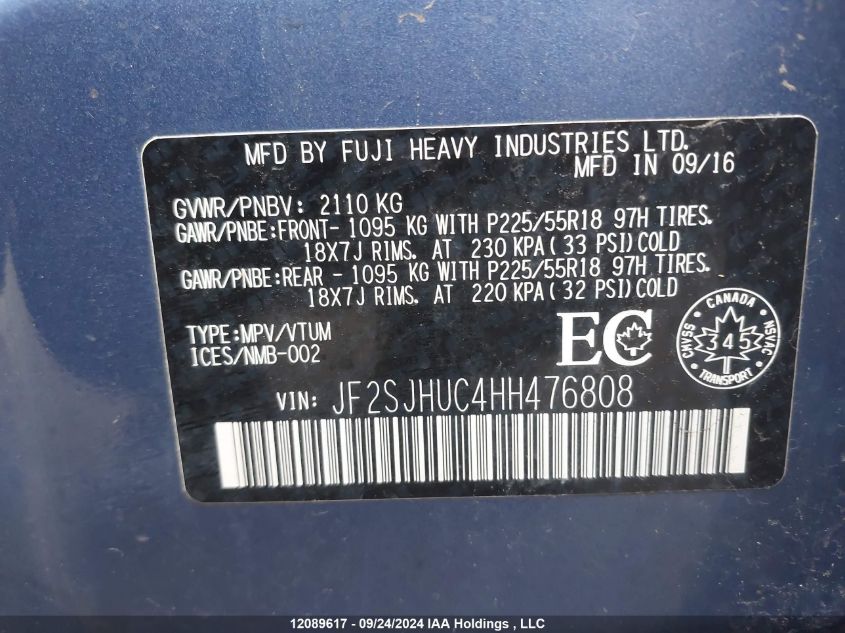 MFD BY FUJI HEAVY INDUSTRIES LTD.
MFD IN 09/16
GVWR/PNBV: 2110 KG
GAWR/PNBE:FRONT- 1095 KG WITH P225/55R18 97H TIRES.
18X7J RIMS. AT 230 KPA(33 PSI)COLD
GAWR/PNBE:REAR - 1095 KG WITH P225/55R18 97H TIRES.
18X7J RIMS. AT 220 KPA(32 PSI)COLD
TYPE:MPV/VTUM
ICES/NMB-002
EC
CANADA
CMVSS 345 NSVAC
TRANSPORT
VIN: JF2SJHUC4HH476808
12089617 - 09/24/2024 IAA Holdings , LLC